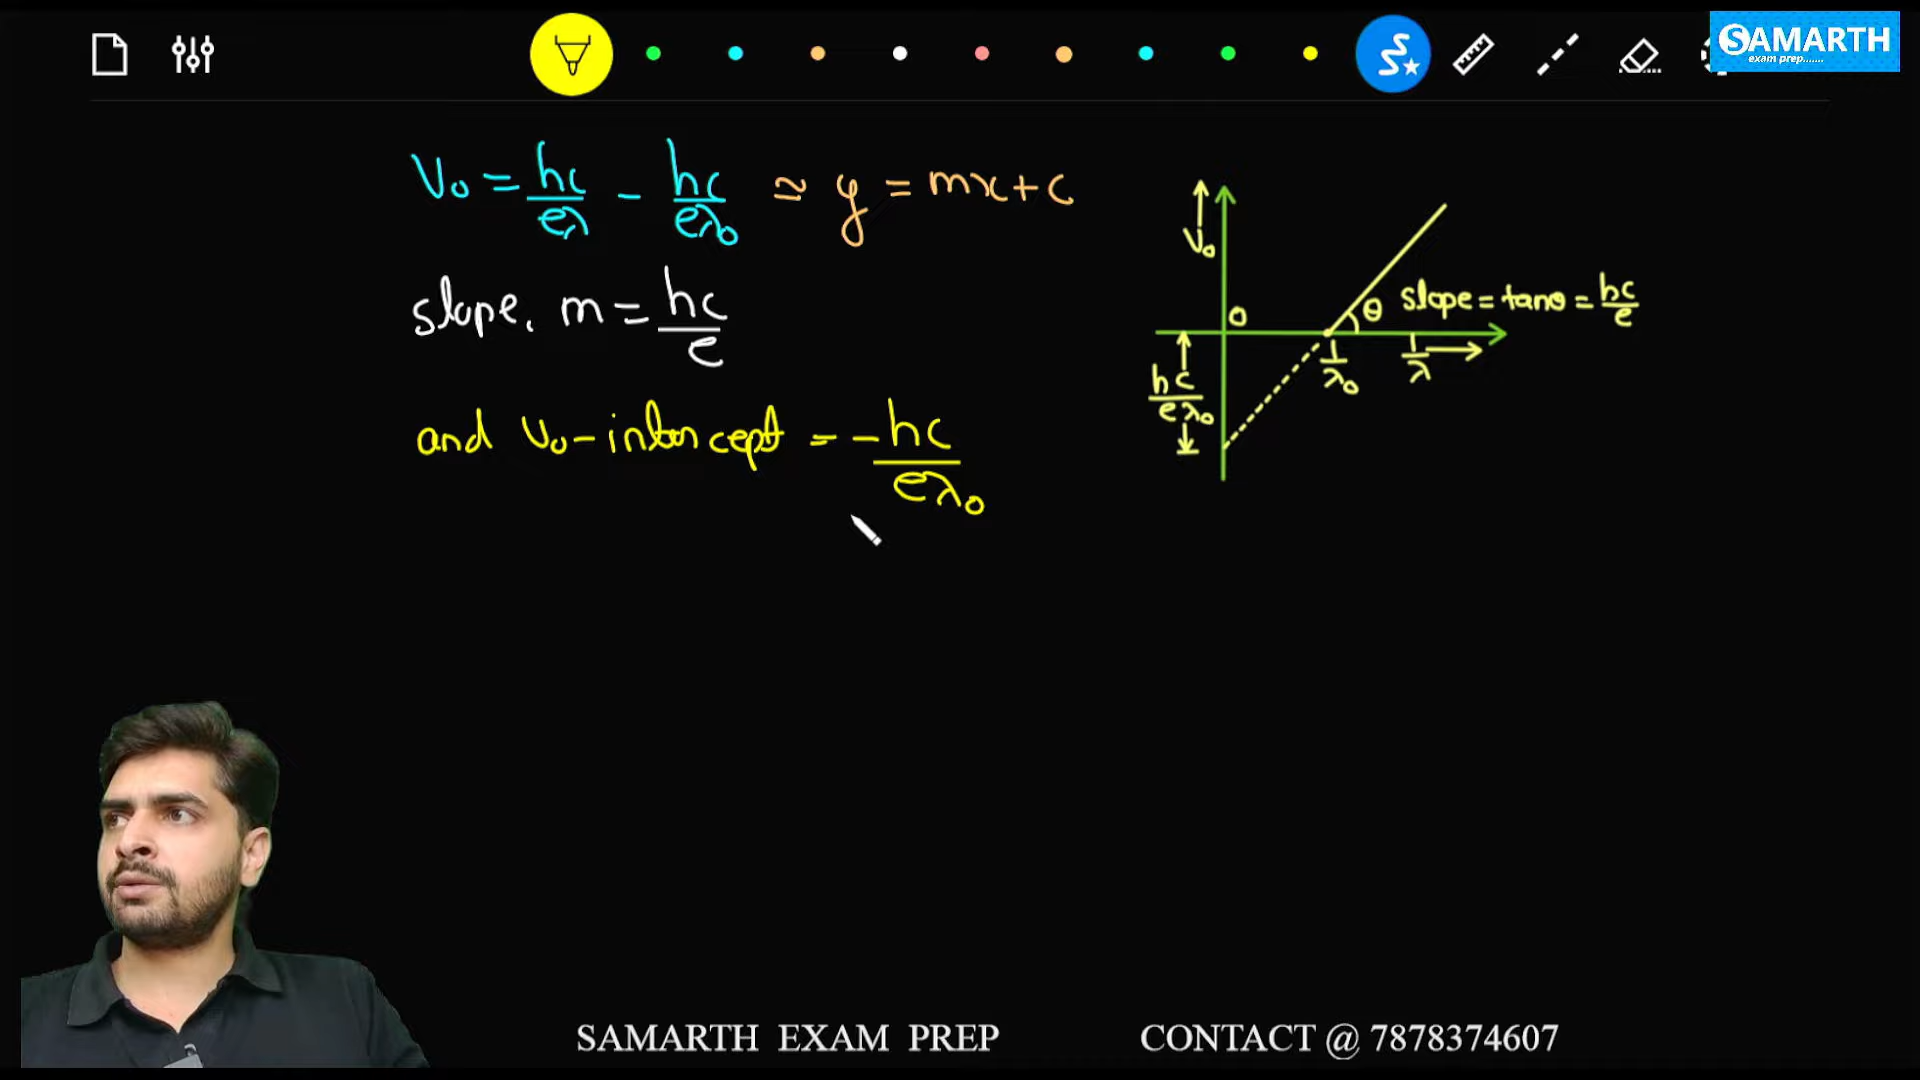 SAMARTH
exam prep.......
V₀ = hc/eλ - hc/eλ₀ ≃ y = mx+c
slope, m = hc/e
and V₀-intercept = -hc/eλ₀
V₀
O
θ slope = tanθ = hc/e
1/λ₀ 1/λ
hc/eλ₀
SAMARTH EXAM PREP CONTACT @ 7878374607